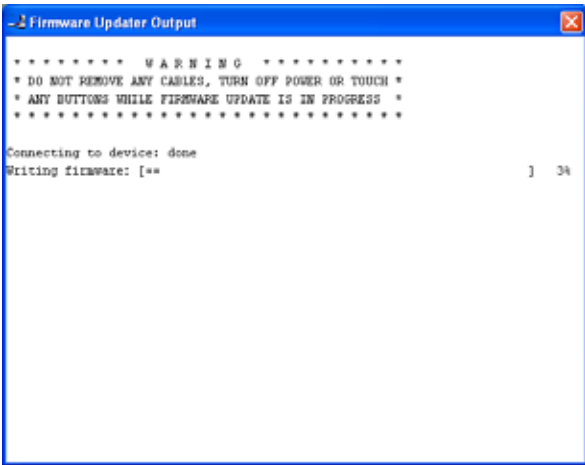 Firmware Updater Output
* * * * * * * * W A R N I N G * * * * * * * * * *
* DO NOT REMOVE ANY CABLES, TURN OFF POWER OR TOUCH *
* ANY BUTTONS WHILE FIRMWARE UPDATE IS IN PROGRESS *
* * * * * * * * * * * * * * * * * * * * * * * * * * *
Connecting to device: done
Writing firmware: [== ] 3%